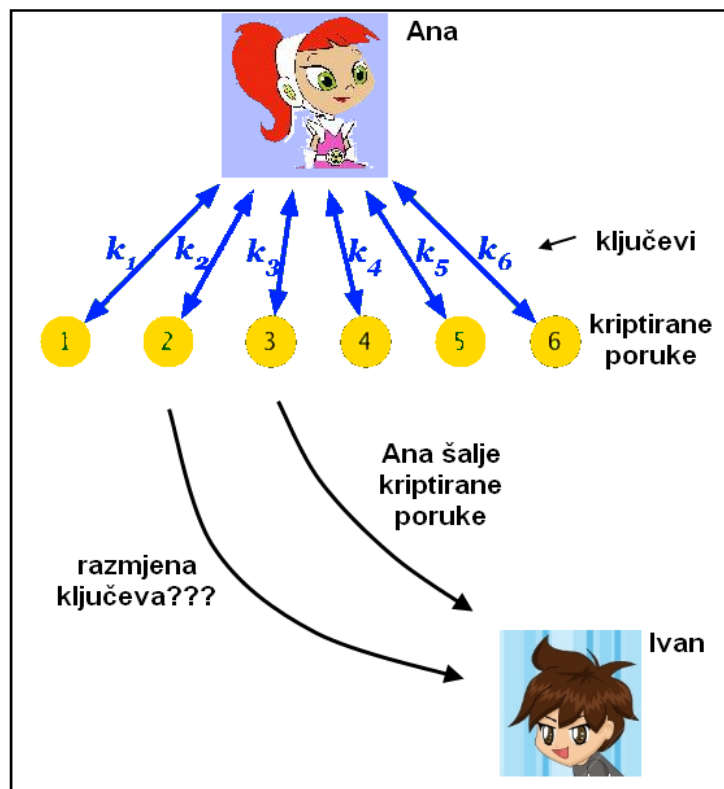 Ana
k₁ k₂ k₃ k₄ k₅ k₆
ključevi
1 2 3 4 5 6
kriptirane
poruke
Ana šalje
kriptirane
poruke
razmjena
ključeva???
Ivan